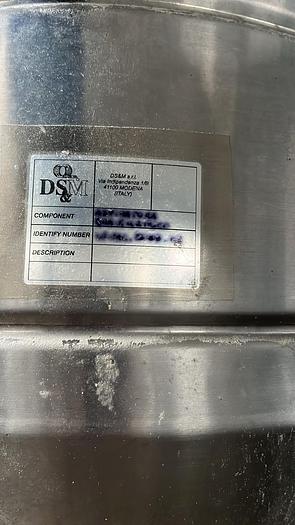 DS&M
DS&M s.r.l.
Via Indipendenza 1/B
41100 MODENA
(ITALY)
COMPONENT
IDENTIFY NUMBER
DESCRIPTION